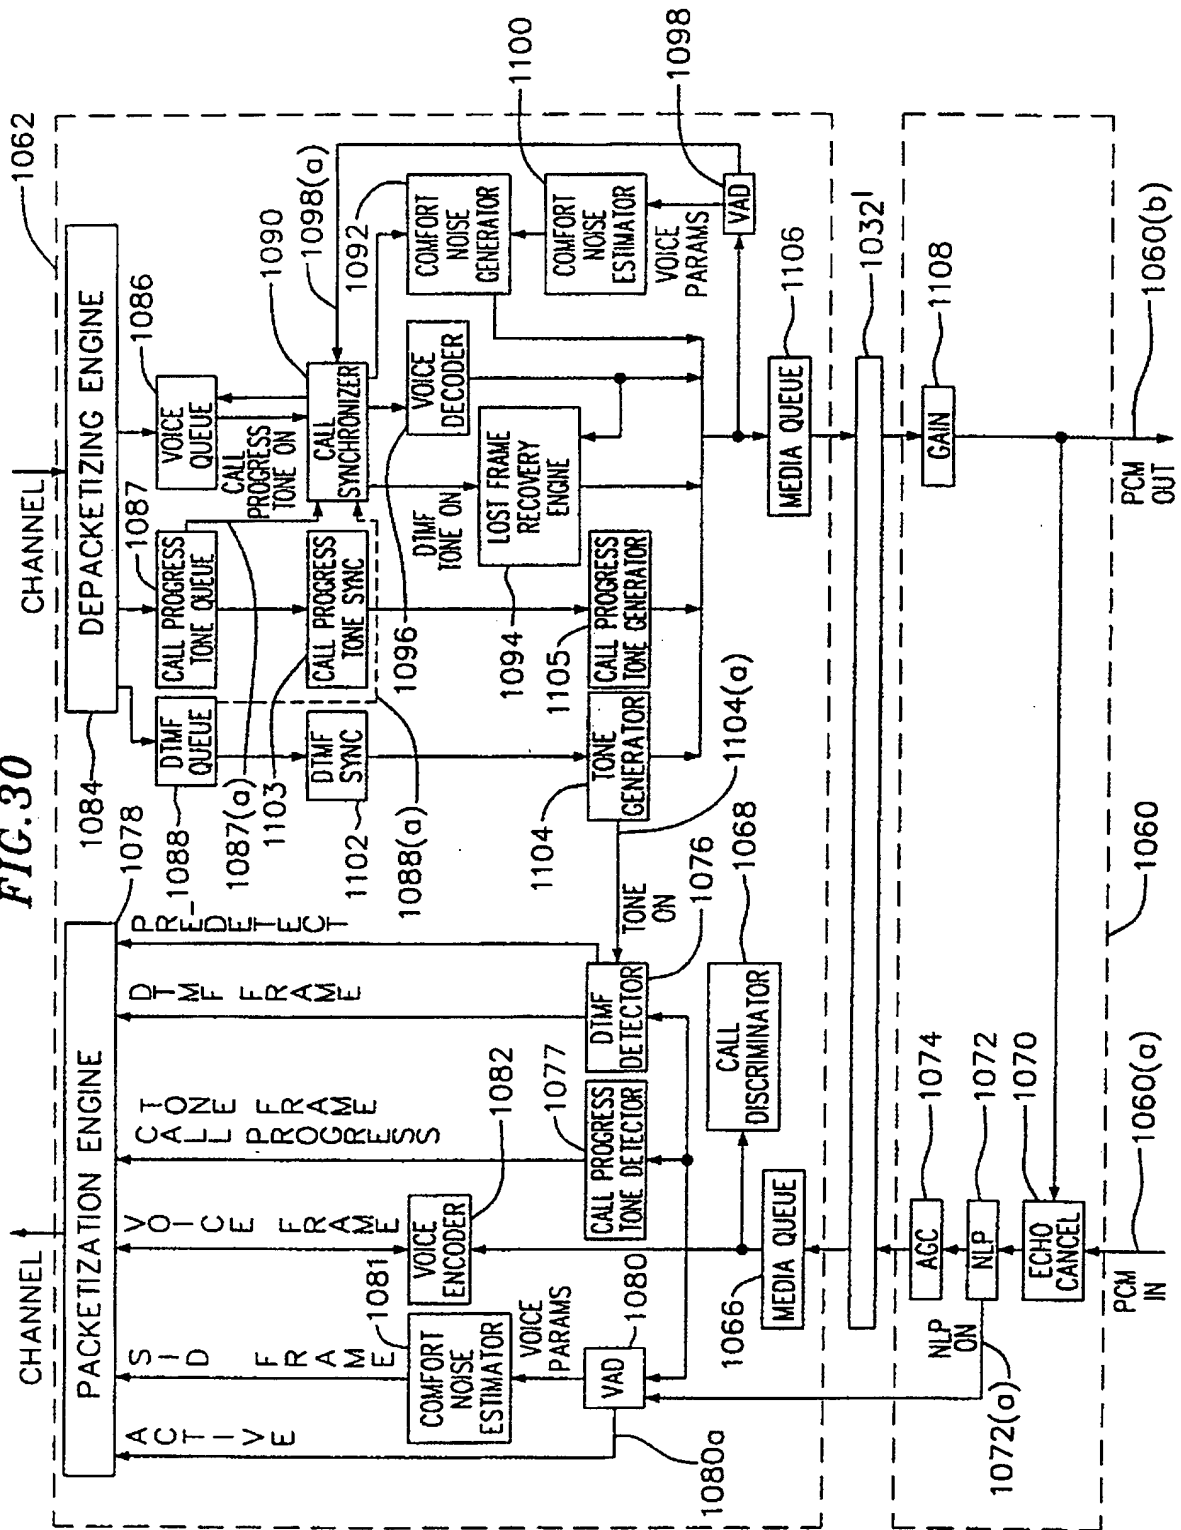 FIG. 30
CHANNEL
PACKETIZATION ENGINE
1078
ACTIVE
SID FRAME
VOICE FRAME
CALL PROGRESS
TONE FRAME
DTMF FRAME
PRE_DETECT
COMFORT
NOISE
ESTIMATOR
1081
VOICE
ENCODER
1082
CALL PROGRESS
TONE DETECTOR
1077
DTMF
DETECTOR
1076
TONE
ON
VOICE
PARAMS
VAD
1080
1080a
CALL
DISCRIMINATOR
1068
MEDIA QUEUE
1066
CHANNEL
1062
DEPACKETIZING ENGINE
1084
DTMF
QUEUE
1088
CALL PROGRESS
TONE QUEUE
1087
1087(a)
VOICE
QUEUE
1086
CALL
PROGRESS
TONE ON
DTMF
SYNC
1102
CALL PROGRESS
TONE SYNC
1103
1088(a)
CALL
SYNCHRONIZER
1090
1098(a)
DTMF
TONE ON
VOICE
DECODER
1096
COMFORT
NOISE
GENERATOR
1092
LOST FRAME
RECOVERY
ENGINE
1094
COMFORT
NOISE
ESTIMATOR
1100
TONE
GENERATOR
1104
1104(a)
CALL PROGRESS
TONE GENERATOR
1105
VOICE
PARAMS
VAD
1098
MEDIA QUEUE
1106
1032'
AGC
1074
NLP
1072
NLP
ON
1072(a)
ECHO
CANCEL
1070
PCM
IN
1060(a)
1060
GAIN
1108
PCM
OUT
1060(b)